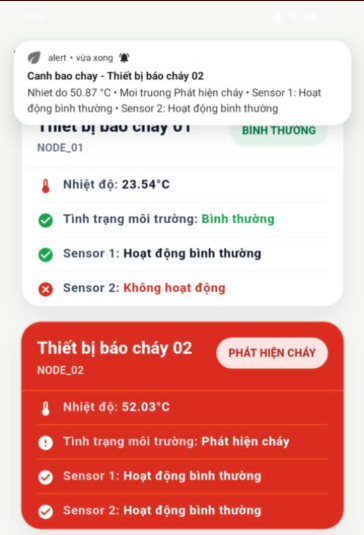 alert • vừa xong
Canh bao chay - Thiết bị báo cháy 02
Nhiet do 50.87 °C • Moi truong Phát hiện cháy • Sensor 1: Hoạt
động bình thường • Sensor 2: Hoạt động bình thường
Thiết bị báo cháy 01
BÌNH THƯỜNG
NODE_01
Nhiệt độ: 23.54°C
Tình trạng môi trường: Bình thường
Sensor 1: Hoạt động bình thường
Sensor 2: Không hoạt động
Thiết bị báo cháy 02
PHÁT HIỆN CHÁY
NODE_02
Nhiệt độ: 52.03°C
Tình trạng môi trường: Phát hiện cháy
Sensor 1: Hoạt động bình thường
Sensor 2: Hoạt động bình thường